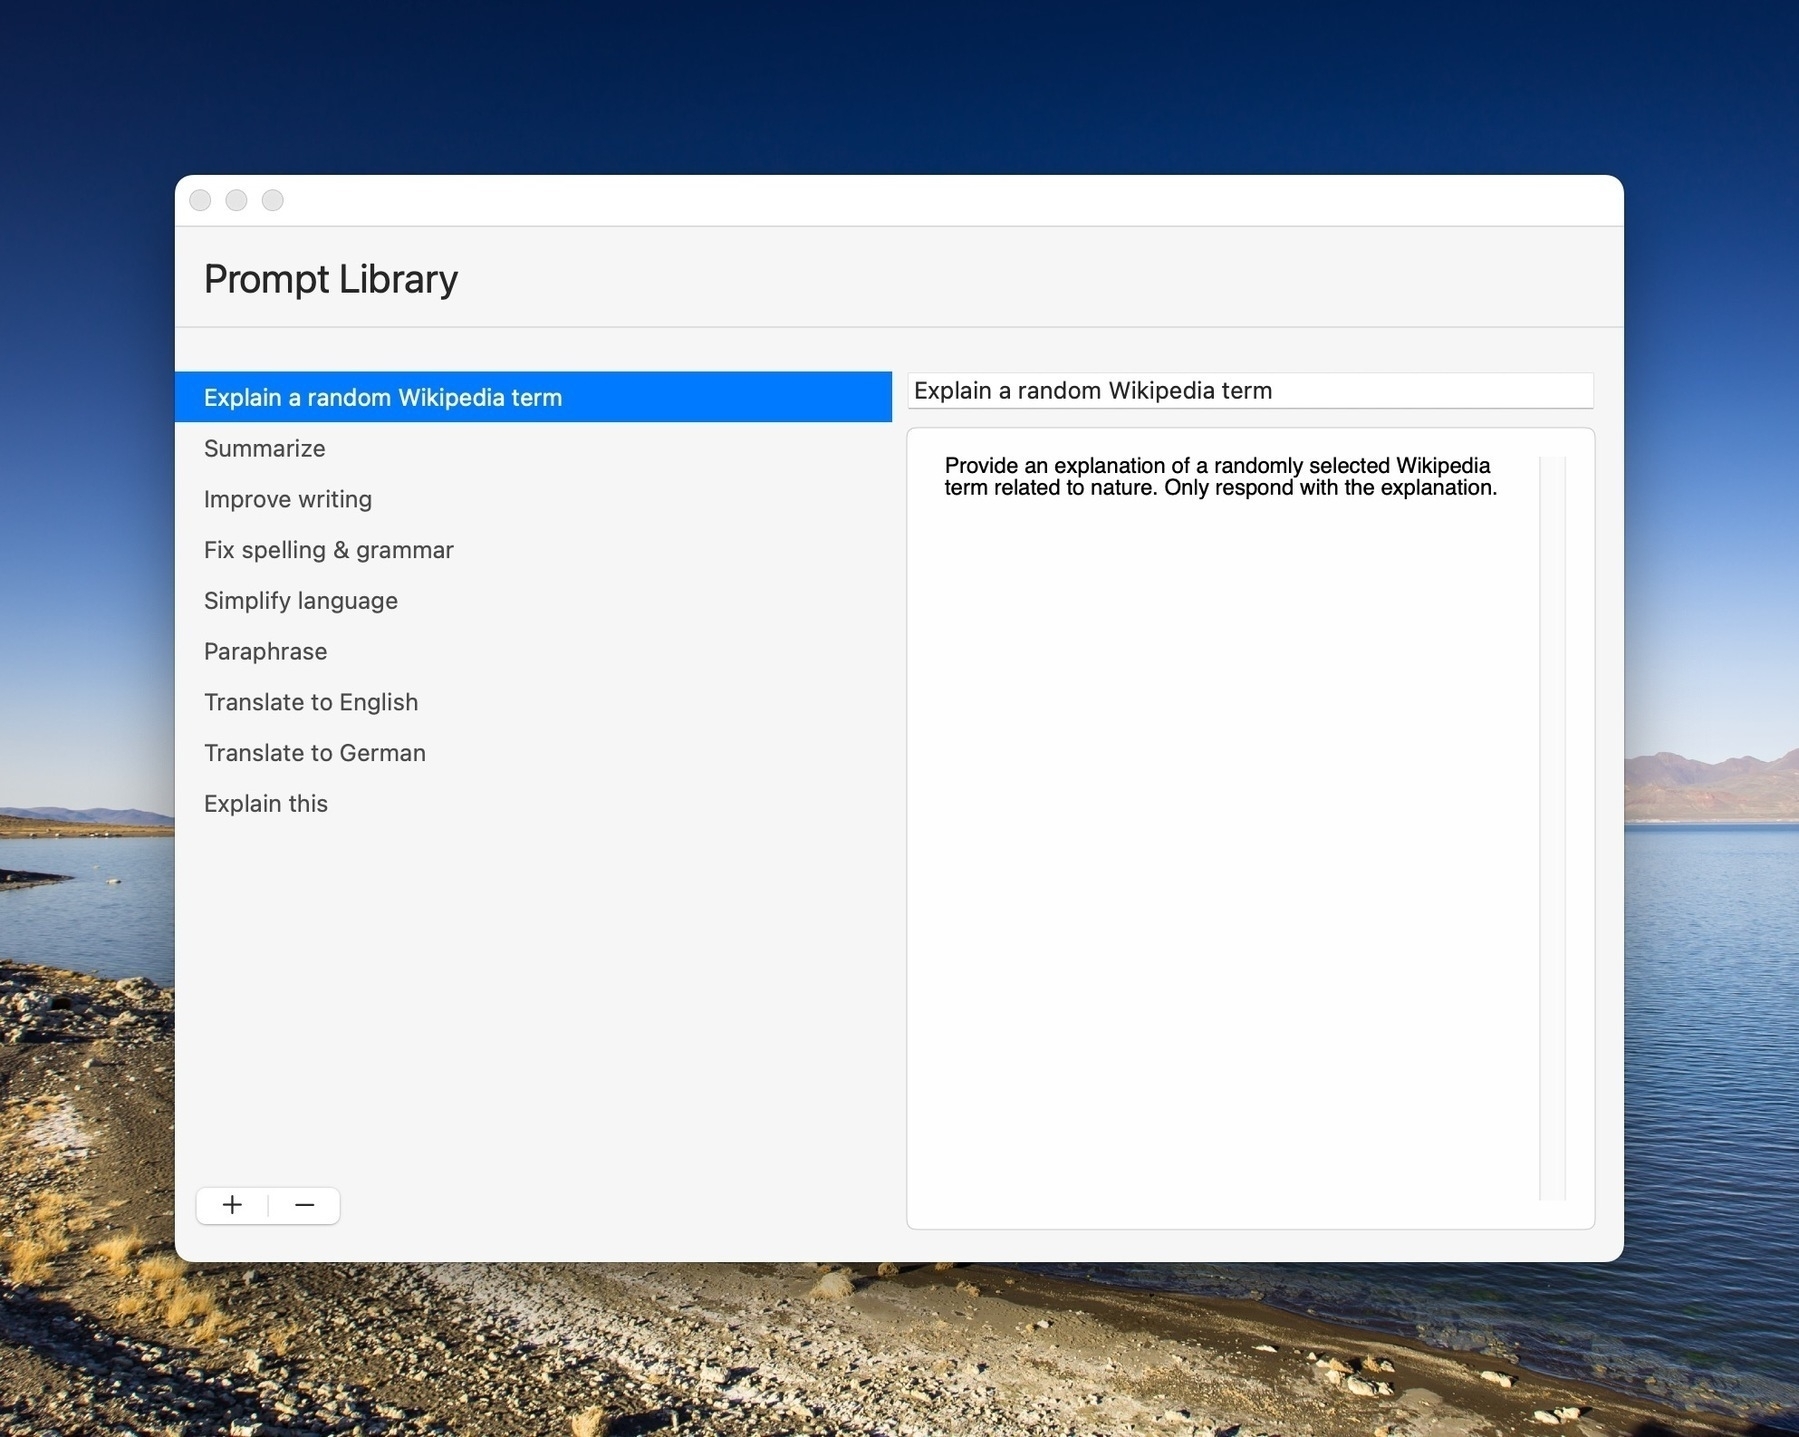 Prompt Library
Explain a random Wikipedia term
Summarize
Improve writing
Fix spelling & grammar
Simplify language
Paraphrase
Translate to English
Translate to German
Explain this
Explain a random Wikipedia term
Provide an explanation of a randomly selected Wikipedia
term related to nature. Only respond with the explanation.